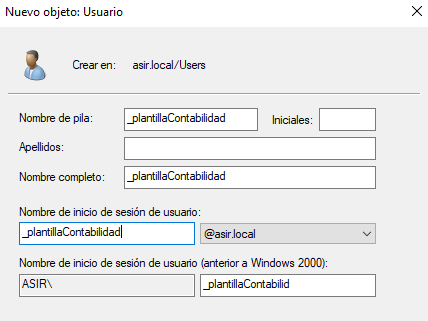 Nuevo objeto: Usuario
Crear en: asir.local/Users
Nombre de pila: _plantillaContabilidad Iniciales:
Apellidos:
Nombre completo: _plantillaContabilidad
Nombre de inicio de sesión de usuario:
_plantillaContabilidad @asir.local
Nombre de inicio de sesión de usuario (anterior a Windows 2000):
ASIR\ _plantillaContabilid